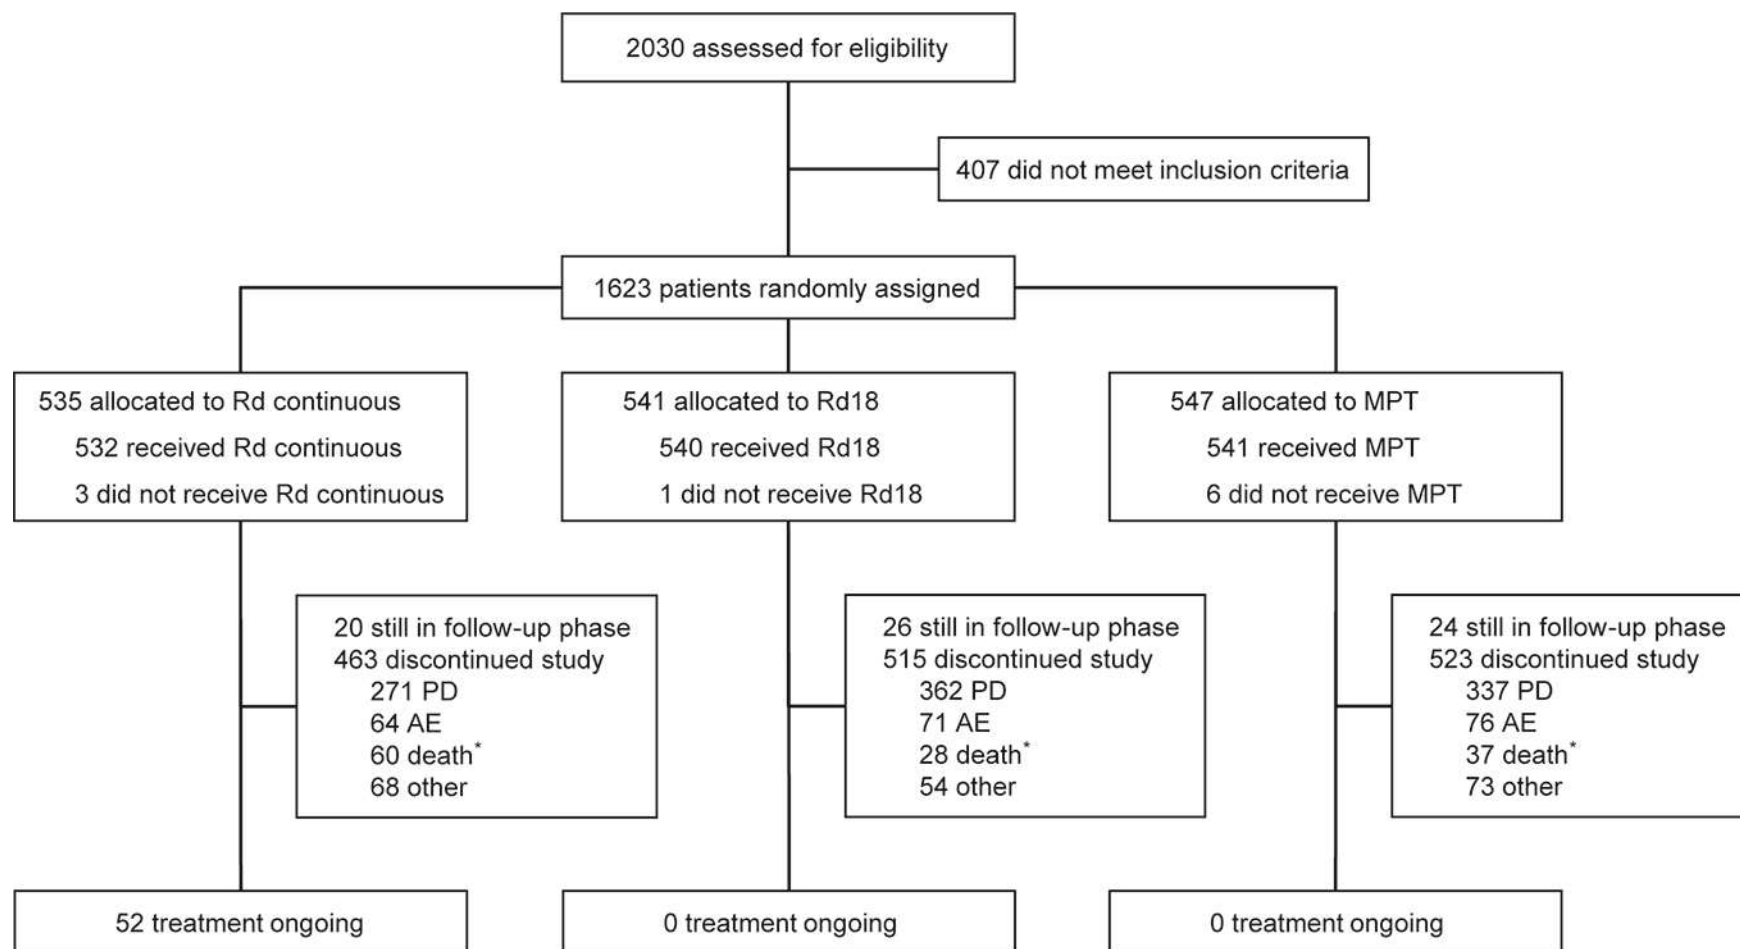 2030 assessed for eligibility
407 did not meet inclusion criteria
1623 patients randomly assigned
535 allocated to Rd continuous
532 received Rd continuous
3 did not receive Rd continuous
541 allocated to Rd18
540 received Rd18
1 did not receive Rd18
547 allocated to MPT
541 received MPT
6 did not receive MPT
20 still in follow-up phase
463 discontinued study
271 PD
64 AE
60 death*
68 other
26 still in follow-up phase
515 discontinued study
362 PD
71 AE
28 death*
54 other
24 still in follow-up phase
523 discontinued study
337 PD
76 AE
37 death*
73 other
52 treatment ongoing
0 treatment ongoing
0 treatment ongoing